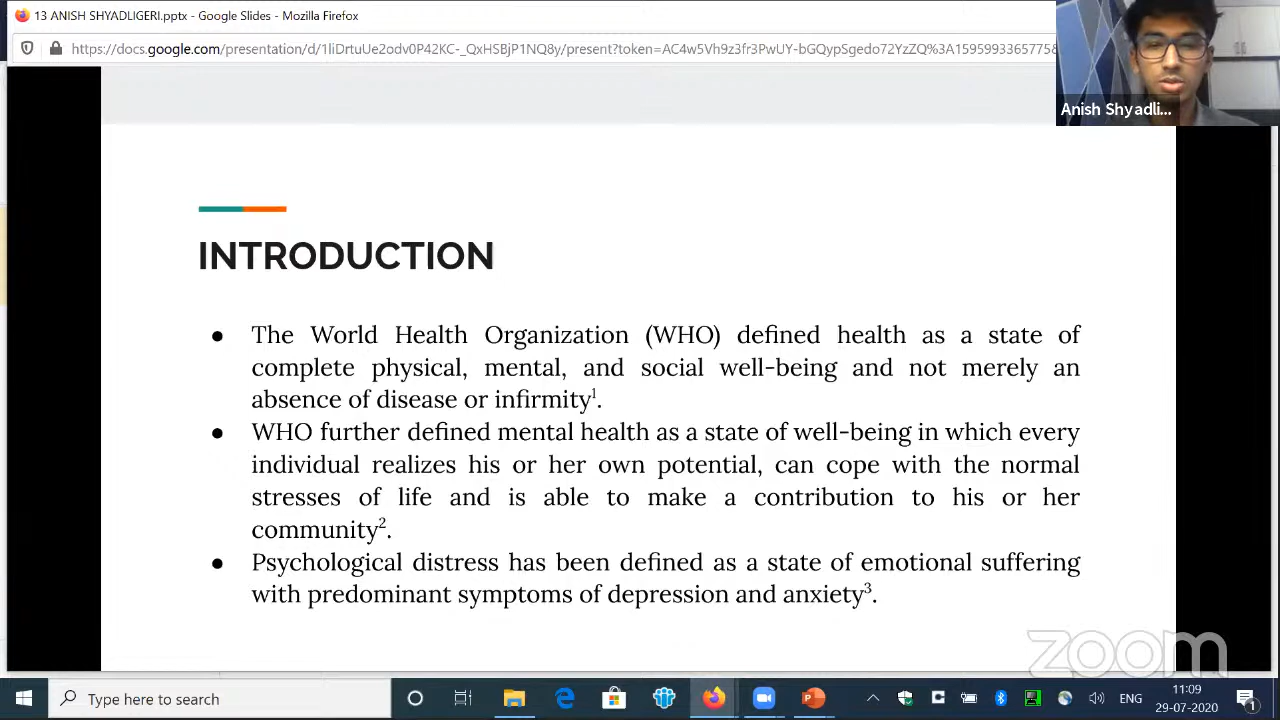 13 ANISH SHYADLIGERI.pptx - Google Slides - Mozilla Firefox
https://docs.google.com/presentation/d/1liDrtuUe2odv0P42KC-_QxHSBjP1NQ8y/present?token=AC4w5Vh9z3fr3PwUY-bGQypSgedo72YzZQ%3A15959933657758
Anish Shyadli...
INTRODUCTION
● The World Health Organization (WHO) defined health as a state of
complete physical, mental, and social well-being and not merely an
absence of disease or infirmity¹.
● WHO further defined mental health as a state of well-being in which every
individual realizes his or her own potential, can cope with the normal
stresses of life and is able to make a contribution to his or her
community².
● Psychological distress has been defined as a state of emotional suffering
with predominant symptoms of depression and anxiety³.
zoom
Type here to search
ENG
11:09
29-07-2020
1